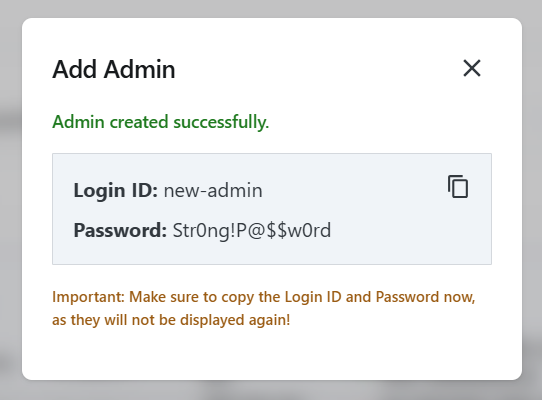 Add Admin
Admin created successfully.
Login ID: new-admin
Password: Str0ng!P@$$w0rd
Important: Make sure to copy the Login ID and Password now,
as they will not be displayed again!